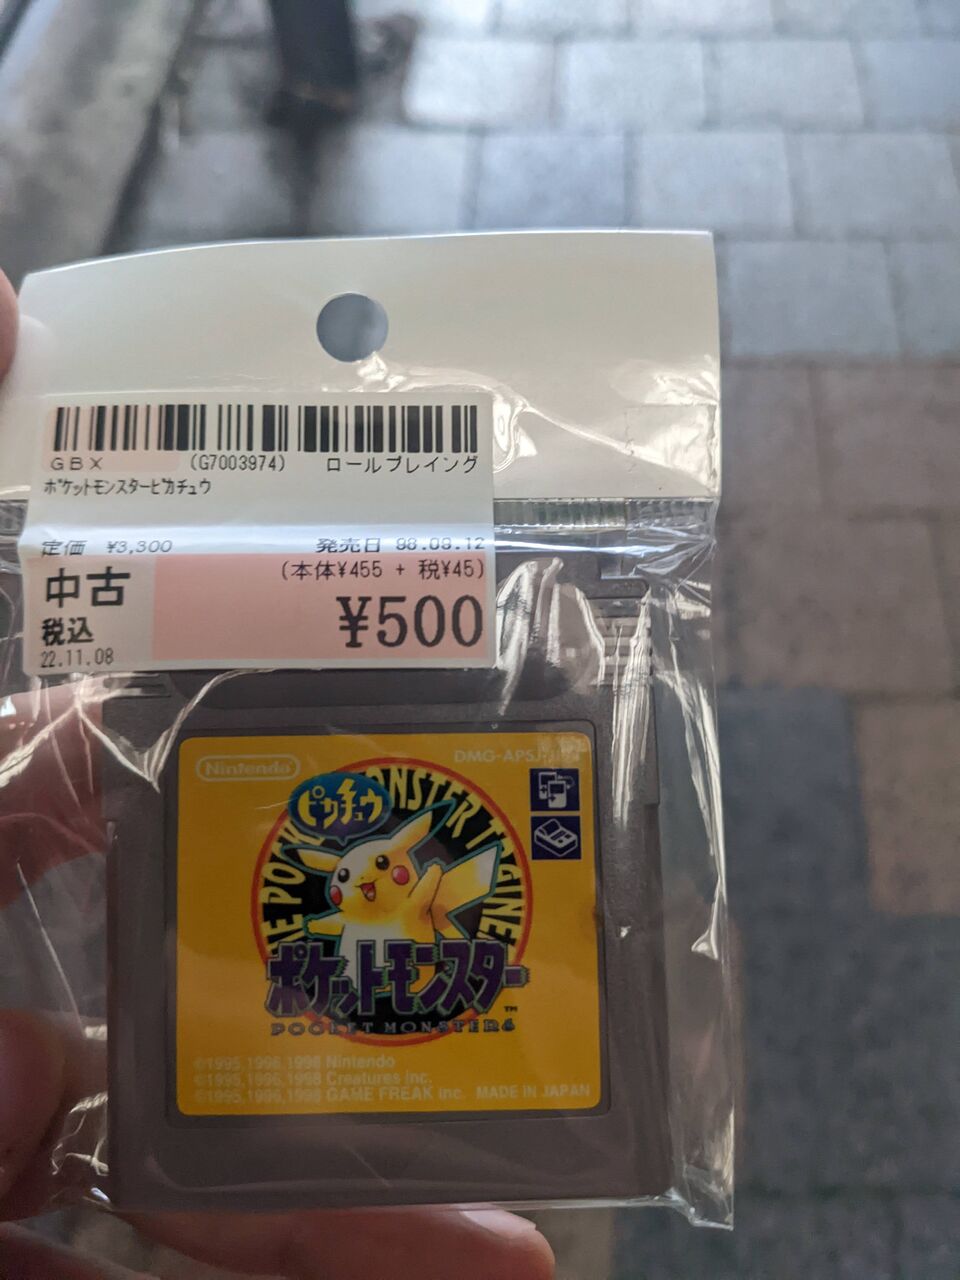 GBX (G7003974) ロールプレイング
ポケットモンスターピカチュウ
定価 ¥3,300 発売日 98.09.12
中古 (本体¥455 + 税¥45)
税込 ¥500
22.11.08
Nintendo
ピカチュウ
POCKET MONSTER TRAINER
ポケットモンスター
TM
POCKET MONSTERS
©1995,1996,1998 Nintendo
©1995,1996,1998 Creatures inc.
©1995,1996,1998 GAME FREAK inc. MADE IN JAPAN